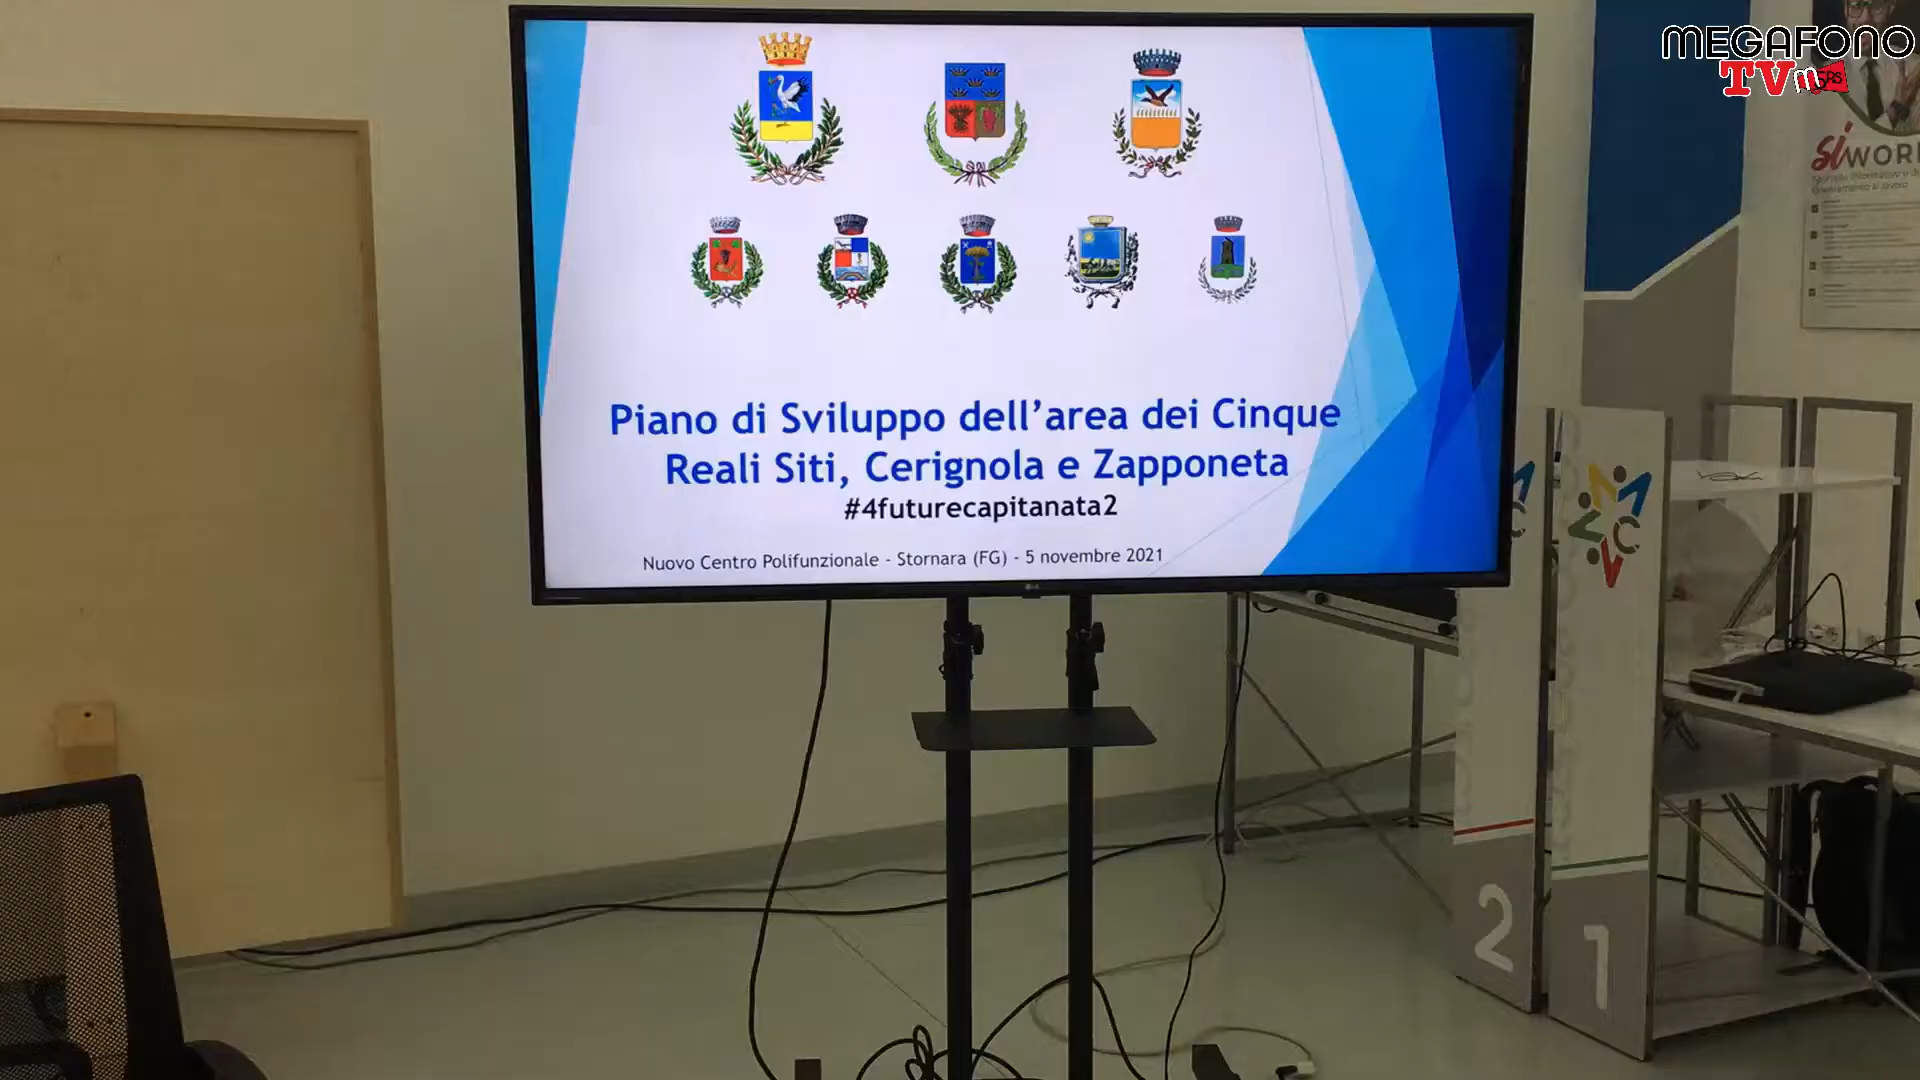 MEGAFONO
TV
Piano di Sviluppo dell'area dei Cinque
Reali Siti, Cerignola e Zapponeta
#4futurecapitanata2
Nuovo Centro Polifunzionale - Stornara (FG) - 5 novembre 2021
LG
2
1